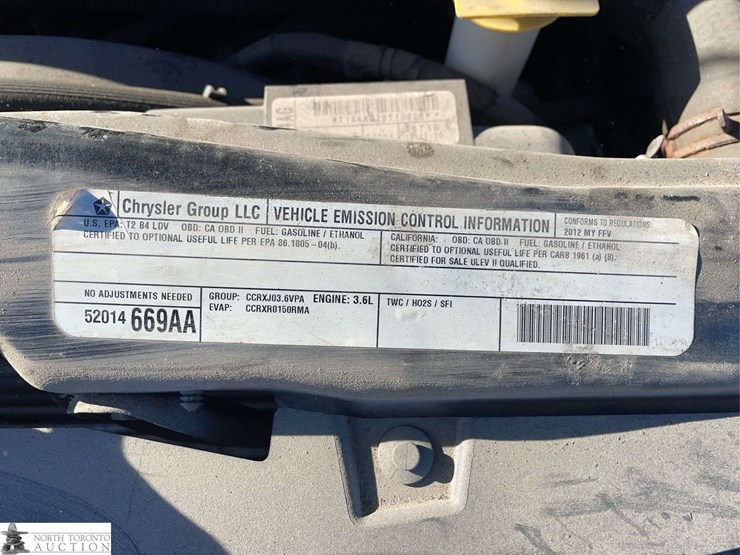 Chrysler Group LLC VEHICLE EMISSION CONTROL INFORMATION CONFORMS TO REGULATIONS:
2012 MY FFV
U.S. EPA: T2 B4 LDV OBD: CA OBD II FUEL: GASOLINE / ETHANOL
CERTIFIED TO OPTIONAL USEFUL LIFE PER EPA 86.1805-04(b).
CALIFORNIA: OBD: CA OBD II FUEL: GASOLINE / ETHANOL
CERTIFIED TO OPTIONAL USEFUL LIFE PER CARB 1961 (a) (8).
CERTIFIED FOR SALE ULEV II QUALIFIED.
NO ADJUSTMENTS NEEDED
52014 669AA
GROUP: CCRXJ03.6VPA ENGINE: 3.6L
EVAP: CCRXR0150RMA
TWC / HO2S / SFI
NORTH TORONTO
AUCTION